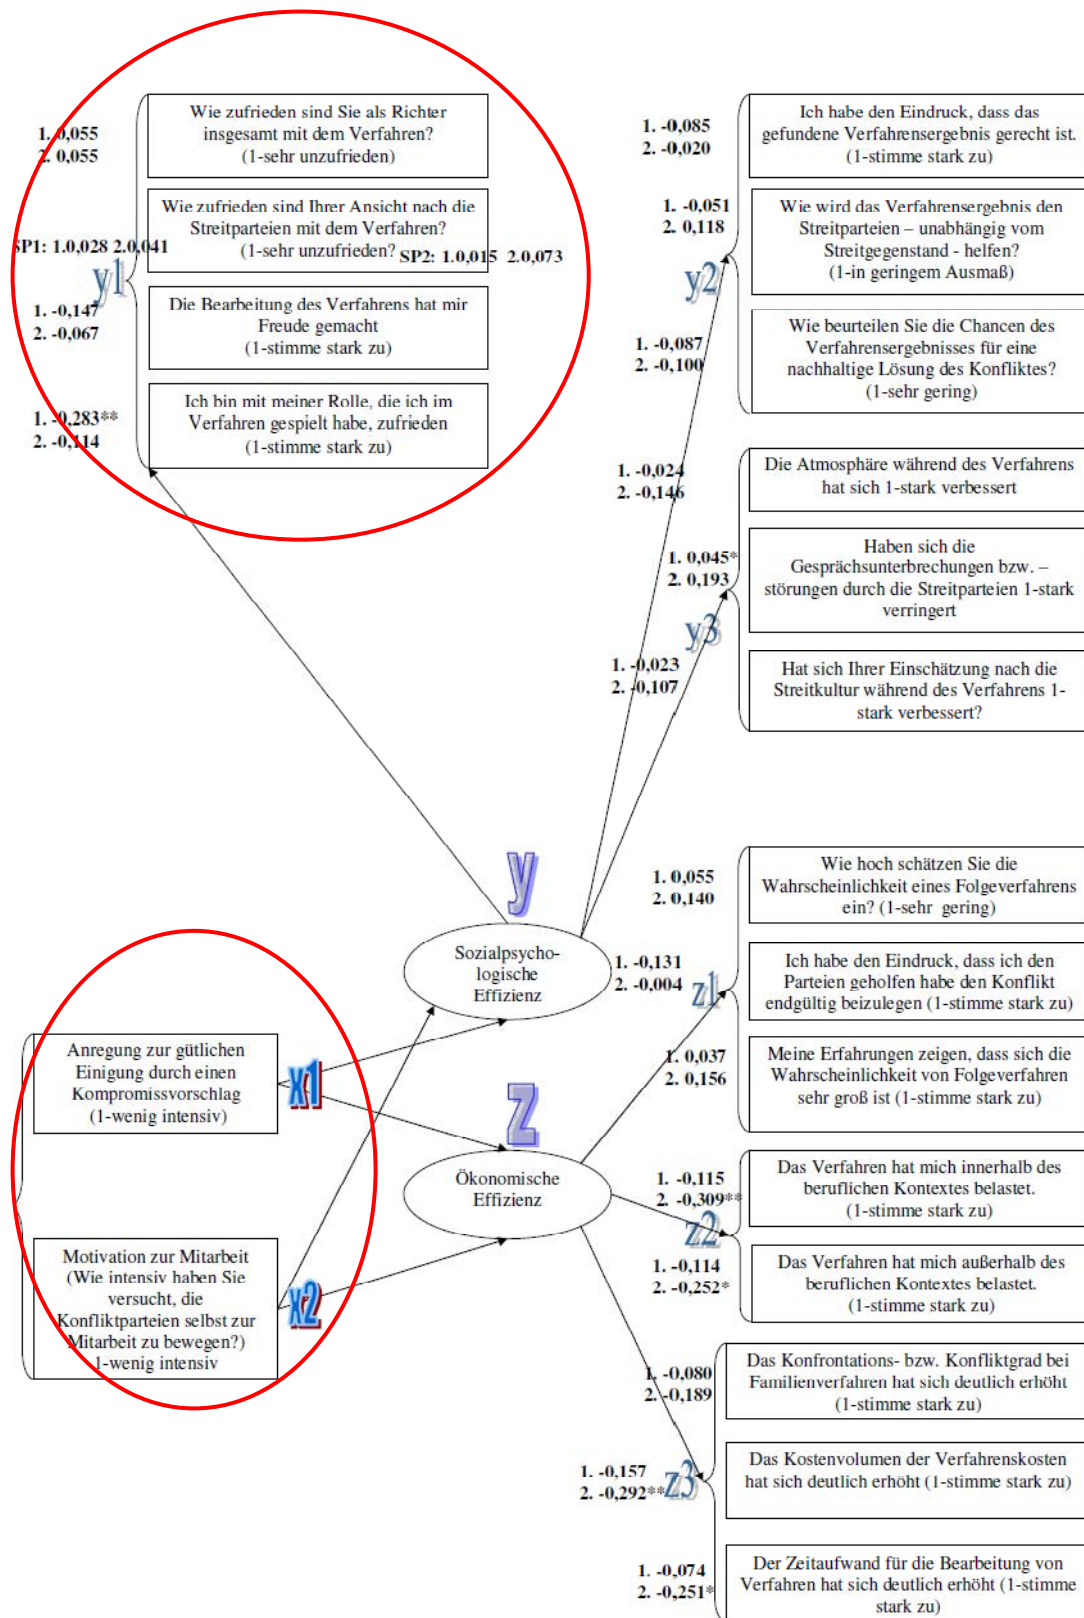 1. 0,055
2. 0,055
Wie zufrieden sind Sie als Richter
insgesamt mit dem Verfahren?
(1-sehr unzufrieden)
Wie zufrieden sind Ihrer Ansicht nach die
Streitparteien mit dem Verfahren?
(1-sehr unzufrieden?
SP1: 1.0,028 2.0,041
SP2: 1.0,015 2.0,073
y1
1. -0,147
2. -0,067
Die Bearbeitung des Verfahrens hat mir
Freude gemacht
(1-stimme stark zu)
1. -0,283**
2. -0,114
Ich bin mit meiner Rolle, die ich im
Verfahren gespielt habe, zufrieden
(1-stimme stark zu)
1. -0,085
2. -0,020
Ich habe den Eindruck, dass das
gefundene Verfahrensergebnis gerecht ist.
(1-stimme stark zu)
1. -0,051
2. 0,118
Wie wird das Verfahrensergebnis den
Streitparteien – unabhängig vom
Streitgegenstand - helfen?
(1-in geringem Ausmaß)
y2
1. -0,087
2. -0,100
Wie beurteilen Sie die Chancen des
Verfahrensergebnisses für eine
nachhaltige Lösung des Konfliktes?
(1-sehr gering)
1. -0,024
2. -0,146
Die Atmosphäre während des Verfahrens
hat sich 1-stark verbessert
1. 0,045*
2. 0,193
Haben sich die
Gesprächsunterbrechungen bzw. –
störungen durch die Streitparteien 1-stark
verringert
y3
1. -0,023
2. -0,107
Hat sich Ihrer Einschätzung nach die
Streitkultur während des Verfahrens 1-
stark verbessert?
y
Sozialpsycho-
logische
Effizienz
1. 0,055
2. 0,140
Wie hoch schätzen Sie die
Wahrscheinlichkeit eines Folgeverfahrens
ein? (1-sehr gering)
1. -0,131
2. -0,004
z1
Ich habe den Eindruck, dass ich den
Parteien geholfen habe den Konflikt
endgültig beizulegen (1-stimme stark zu)
1. 0,037
2. 0,156
Meine Erfahrungen zeigen, dass sich die
Wahrscheinlichkeit von Folgeverfahren
sehr groß ist (1-stimme stark zu)
Anregung zur gütlichen
Einigung durch einen
Kompromissvorschlag
(1-wenig intensiv)
x1
z
Ökonomische
Effizienz
1. -0,115
2. -0,309**
Das Verfahren hat mich innerhalb des
beruflichen Kontextes belastet.
(1-stimme stark zu)
z2
1. -0,114
2. -0,252*
Das Verfahren hat mich außerhalb des
beruflichen Kontextes belastet.
(1-stimme stark zu)
Motivation zur Mitarbeit
(Wie intensiv haben Sie
versucht, die
Konfliktparteien selbst zur
Mitarbeit zu bewegen?)
1-wenig intensiv
x2
1. -0,080
2. -0,189
Das Konfrontations- bzw. Konfliktgrad bei
Familienverfahren hat sich deutlich erhöht
(1-stimme stark zu)
1. -0,157
2. -0,292**
z3
Das Kostenvolumen der Verfahrenskosten
hat sich deutlich erhöht (1-stimme stark zu)
1. -0,074
2. -0,251*
Der Zeitaufwand für die Bearbeitung von
Verfahren hat sich deutlich erhöht (1-stimme
stark zu)